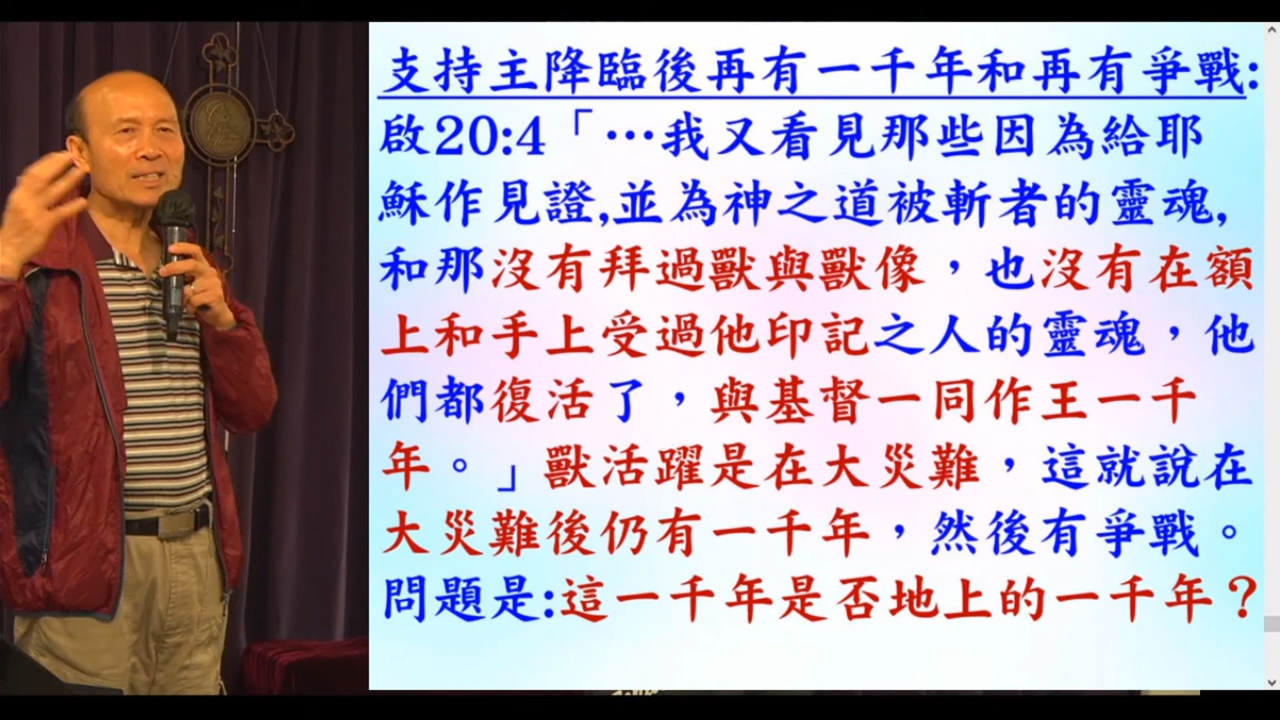 支持主降臨後再有一千年和再有爭戰:
啟20:4「…我又看見那些因為給耶
穌作見證,並為神之道被斬者的靈魂,
和那沒有拜過獸與獸像，也沒有在額
上和手上受過他印記之人的靈魂，他
們都復活了，與基督一同作王一千
年。」獸活躍是在大災難，這就說在
大災難後仍有一千年，然後有爭戰。
問題是:這一千年是否地上的一千年？